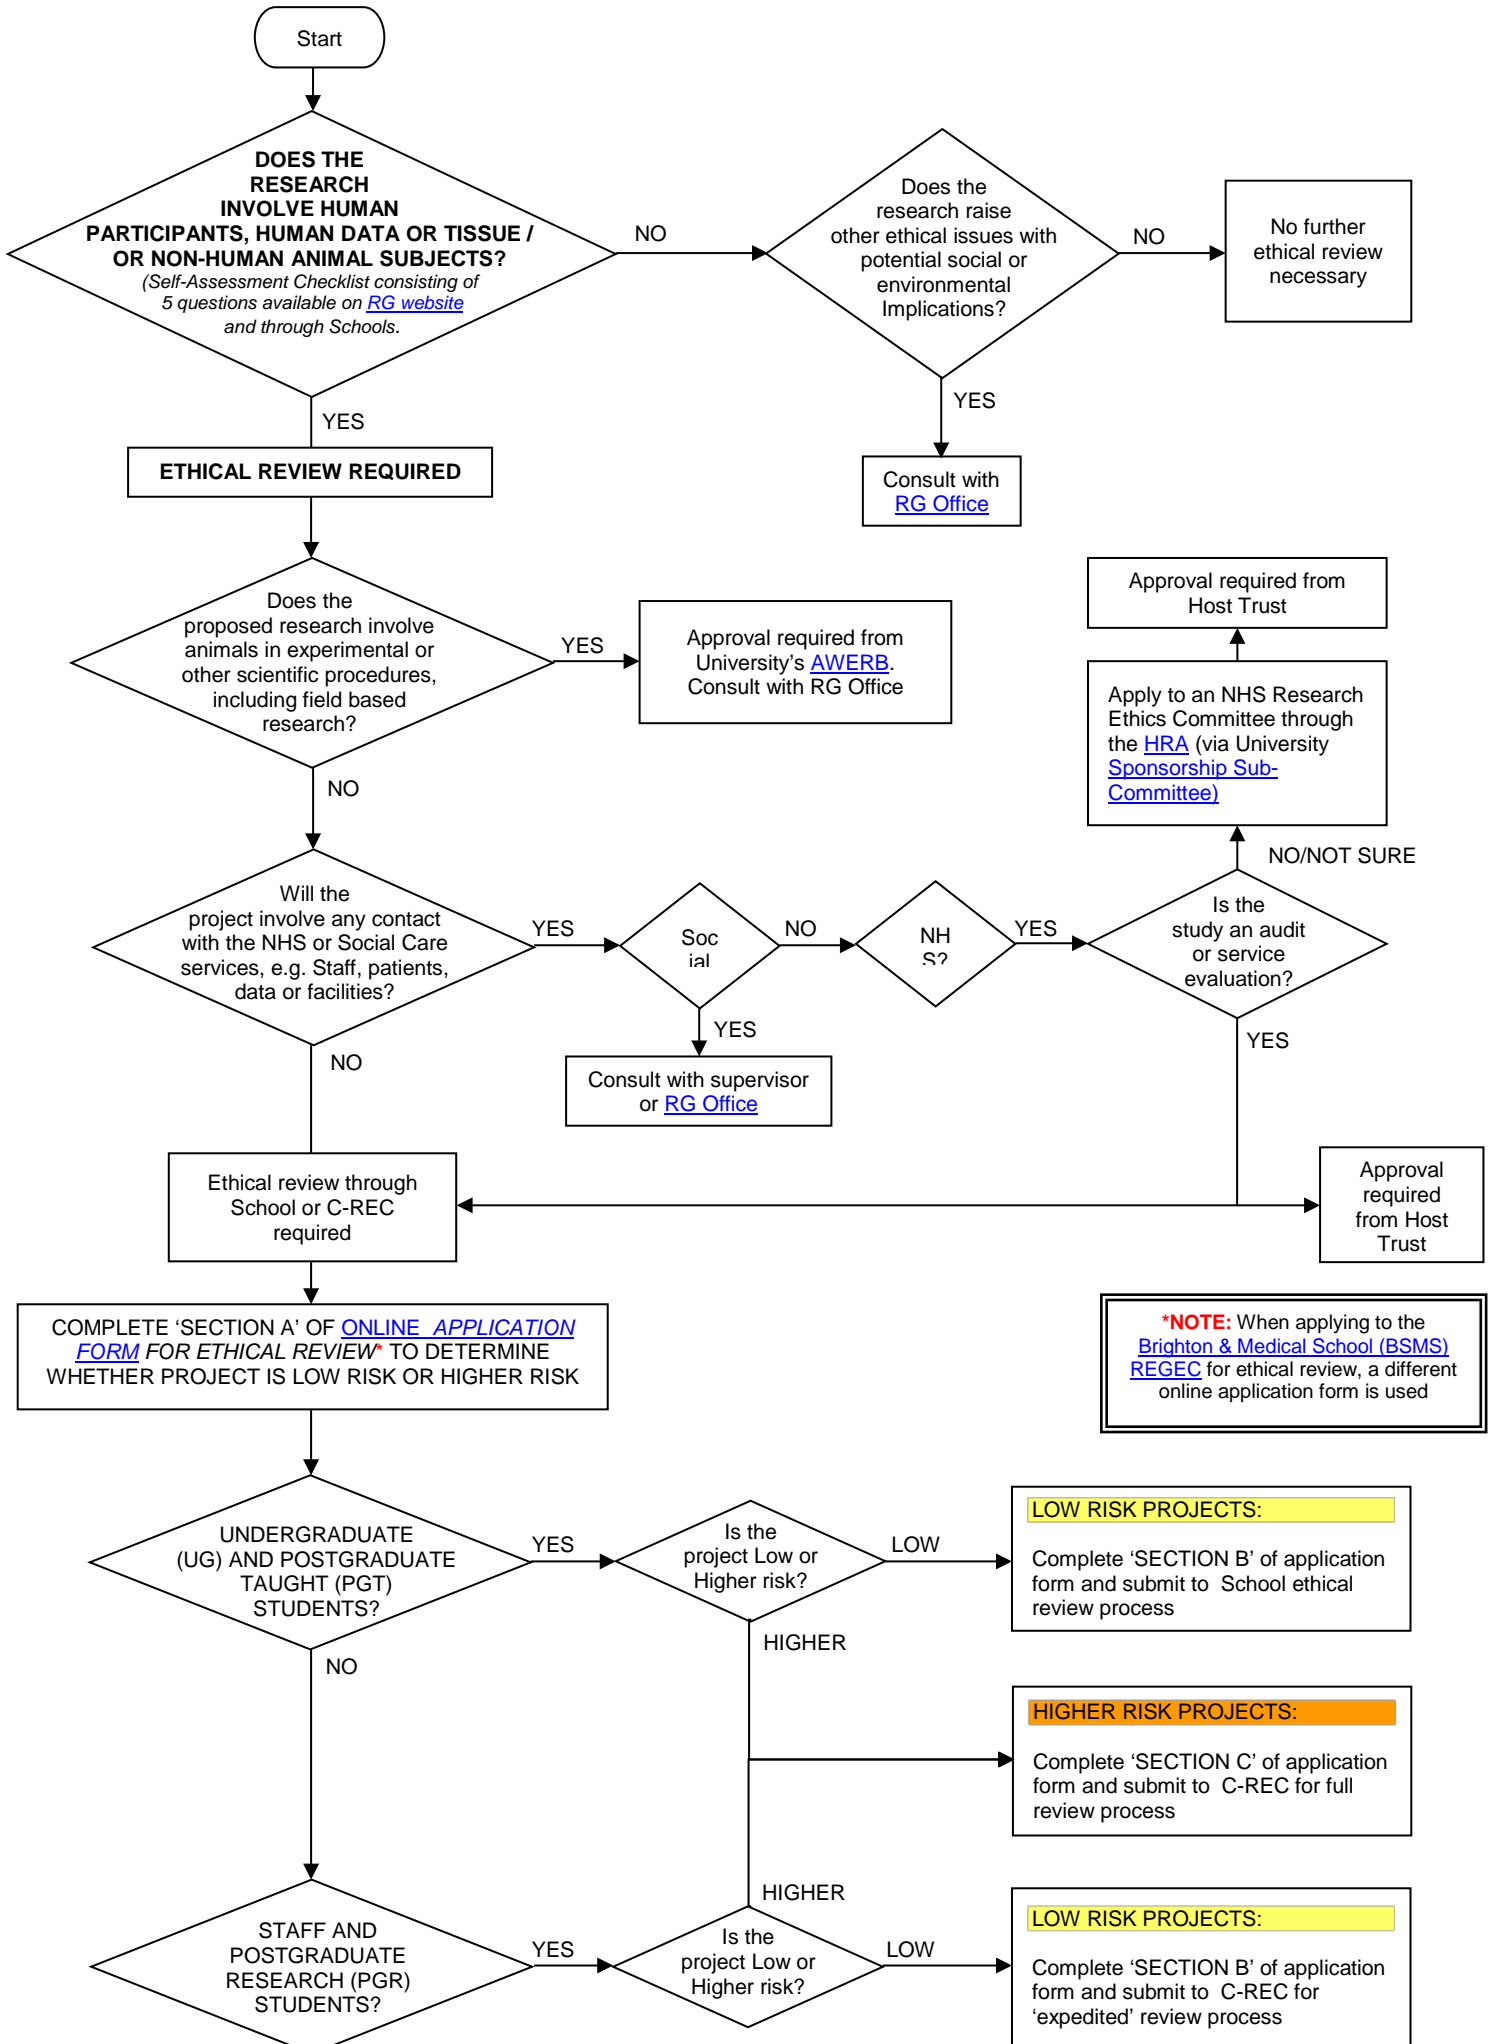 Start
DOES THE
RESEARCH
INVOLVE HUMAN
PARTICIPANTS, HUMAN DATA OR TISSUE /
OR NON-HUMAN ANIMAL SUBJECTS?
(Self-Assessment Checklist consisting of
5 questions available on RG website
and through Schools.
NO
Does the
research raise
other ethical issues with
potential social or
environmental
Implications?
NO
No further
ethical review
necessary
YES
YES
Consult with
RG Office
ETHICAL REVIEW REQUIRED
Does the
proposed research involve
animals in experimental or
other scientific procedures,
including field based
research?
YES
Approval required from
University's AWERB.
Consult with RG Office
Approval required from
Host Trust
Apply to an NHS Research
Ethics Committee through
the HRA (via University
Sponsorship Sub-
Committee)
NO
NO/NOT SURE
Will the
project involve any contact
with the NHS or Social Care
services, e.g. Staff, patients,
data or facilities?
YES
Soc
ial
NO
NH
S?
YES
Is the
study an audit
or service
evaluation?
YES
YES
NO
Consult with supervisor
or RG Office
Ethical review through
School or C-REC
required
Approval
required
from Host
Trust
COMPLETE ‘SECTION A’ OF ONLINE APPLICATION
FORM FOR ETHICAL REVIEW* TO DETERMINE
WHETHER PROJECT IS LOW RISK OR HIGHER RISK
*NOTE: When applying to the
Brighton & Medical School (BSMS)
REGEC for ethical review, a different
online application form is used
UNDERGRADUATE
(UG) AND POSTGRADUATE
TAUGHT (PGT)
STUDENTS?
YES
Is the
project Low or
Higher risk?
LOW
LOW RISK PROJECTS:
Complete ‘SECTION B’ of application
form and submit to School ethical
review process
HIGHER
NO
HIGHER RISK PROJECTS:
Complete ‘SECTION C’ of application
form and submit to C-REC for full
review process
HIGHER
STAFF AND
POSTGRADUATE
RESEARCH (PGR)
STUDENTS?
YES
Is the
project Low or
Higher risk?
LOW
LOW RISK PROJECTS:
Complete ‘SECTION B’ of application
form and submit to C-REC for
‘expedited’ review process